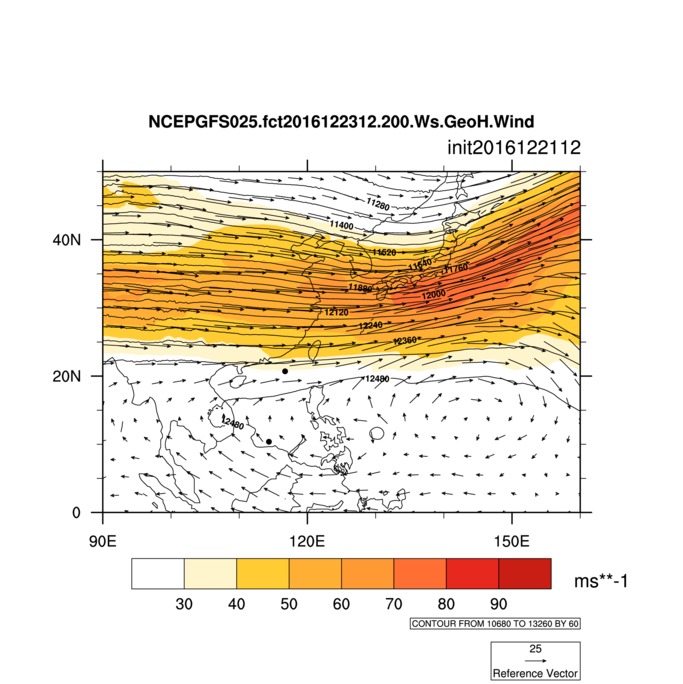 NCEPGFS025.fct2016122312.200.Ws.GeoH.Wind
init2016122112
11280
11400
40N
11520
11640
11760
11880
12000
12120
12240
12360
20N
12480
12480
0
90E 120E 150E
ms**-1
30 40 50 60 70 80 90
CONTOUR FROM 10680 TO 13260 BY 60
25
Reference Vector